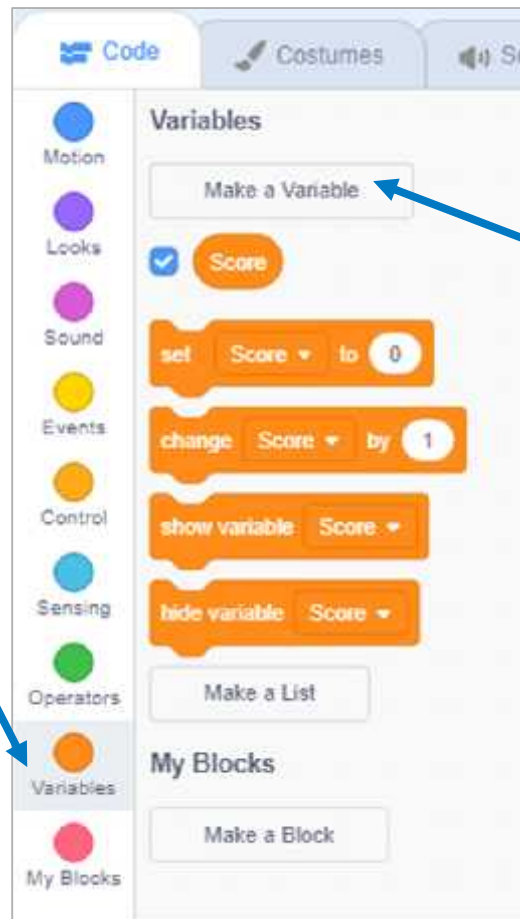 Code Costumes
Variables
Motion
Make a Variable
Looks
Score
Sound
set Score to 0
Events
change Score by 1
Control
show variable Score
Sensing
hide variable Score
Operators
Make a List
Variables
My Blocks
My Blocks
Make a Block